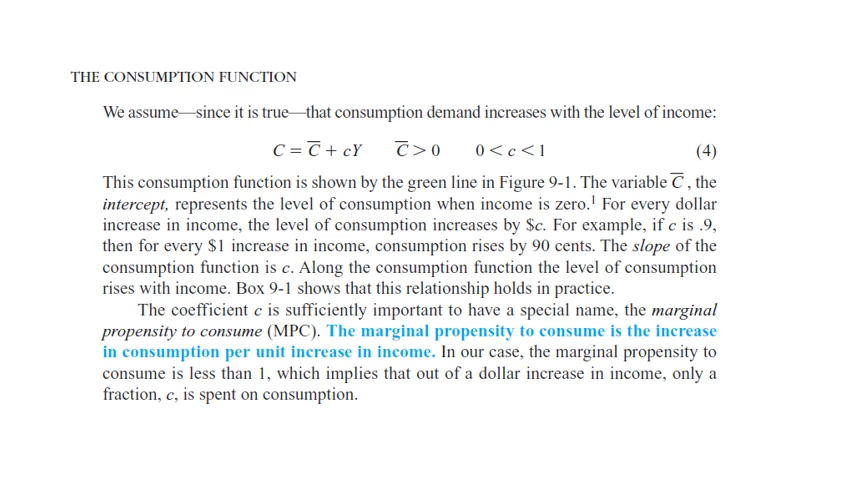 THE CONSUMPTION FUNCTION
We assume—since it is true—that consumption demand increases with the level of income:
C = C̅ + cY C̅ > 0 0 < c < 1 (4)
This consumption function is shown by the green line in Figure 9-1. The variable C̅ , the
intercept, represents the level of consumption when income is zero.¹ For every dollar
increase in income, the level of consumption increases by $c. For example, if c is .9,
then for every $1 increase in income, consumption rises by 90 cents. The slope of the
consumption function is c. Along the consumption function the level of consumption
rises with income. Box 9-1 shows that this relationship holds in practice.
The coefficient c is sufficiently important to have a special name, the marginal
propensity to consume (MPC). The marginal propensity to consume is the increase
in consumption per unit increase in income. In our case, the marginal propensity to
consume is less than 1, which implies that out of a dollar increase in income, only a
fraction, c, is spent on consumption.